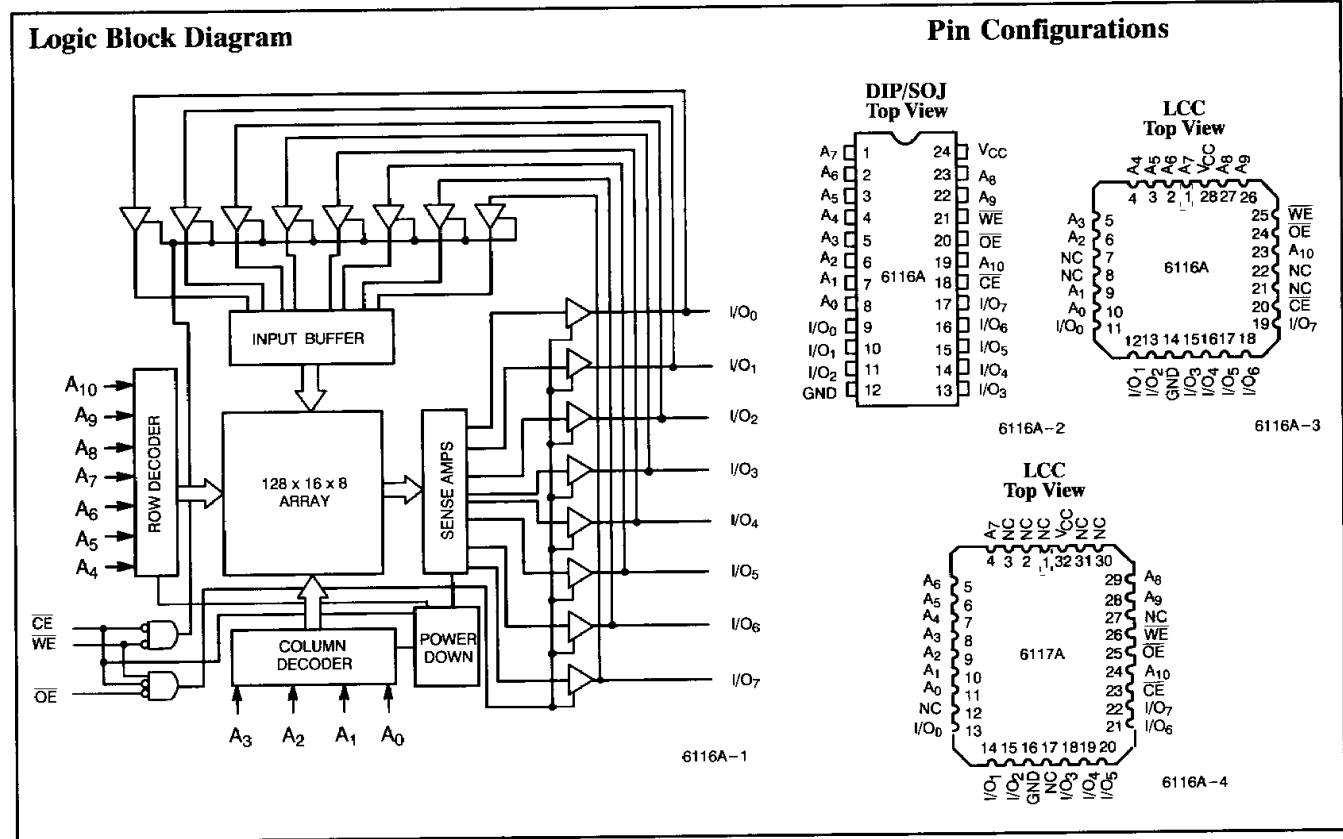 Logic Block Diagram
INPUT BUFFER
A10
A9
A8
A7
A6
A5
A4
ROW DECODER
128 x 16 x 8
ARRAY
SENSE AMPS
I/O0
I/O1
I/O2
I/O3
I/O4
I/O5
I/O6
I/O7
CE
WE
OE
COLUMN
DECODER
POWER
DOWN
A3 A2 A1 A0
6116A-1
Pin Configurations
DIP/SOJ
Top View
A7 1 24 VCC
A6 2 23 A8
A5 3 22 A9
A4 4 21 WE
A3 5 20 OE
A2 6 19 A10
6116A
A1 7 18 CE
A0 8 17 I/O7
I/O0 9 16 I/O6
I/O1 10 15 I/O5
I/O2 11 14 I/O4
GND 12 13 I/O3
6116A-2
LCC
Top View
A4 A5 A6 A7 VCC A8 A9
4 3 2 1 28 27 26
A3 5
A2 6
NC 7
NC 8
A1 9
A0 10
I/O0 11
6116A
25 WE
24 OE
23 A10
22 NC
21 NC
20 CE
19 I/O7
12 13 14 15 16 17 18
I/O1 I/O2 GND I/O3 I/O4 I/O5 I/O6
6116A-3
LCC
Top View
A7 NC NC NC VCC NC NC
4 3 2 1 32 31 30
A6 5
A5 6
A4 7
A3 8
A2 9
A1 10
A0 11
NC 12
I/O0 13
6117A
29 A8
28 A9
27 NC
26 WE
25 OE
24 A10
23 CE
22 I/O7
21 I/O6
14 15 16 17 18 19 20
I/O1 I/O2 GND NC I/O3 I/O4 I/O5
6116A-4